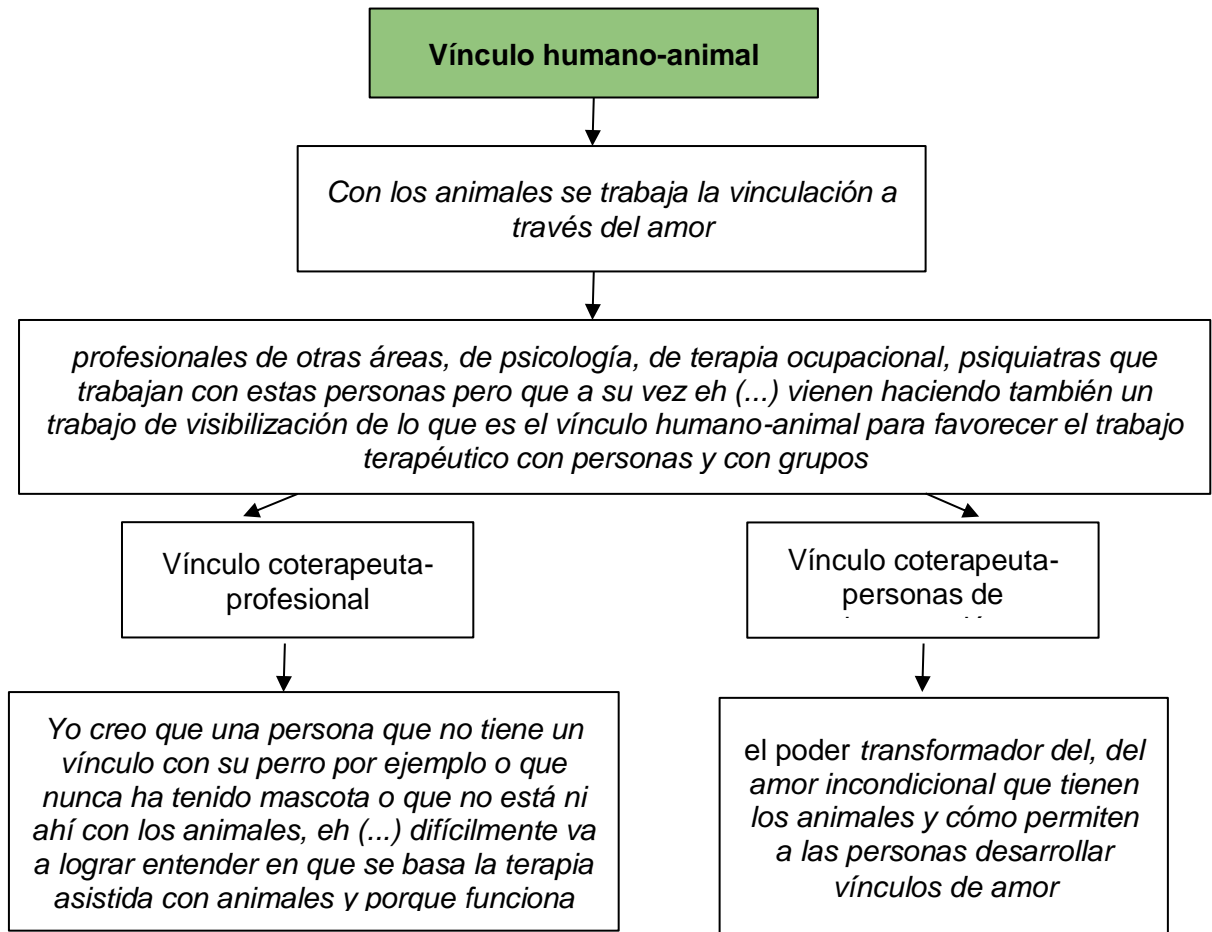 Vínculo humano-animal
Con los animales se trabaja la vinculación a
través del amor
profesionales de otras áreas, de psicología, de terapia ocupacional, psiquiatras que
trabajan con estas personas pero que a su vez eh (...) vienen haciendo también un
trabajo de visibilización de lo que es el vínculo humano-animal para favorecer el trabajo
terapéutico con personas y con grupos
Vínculo coterapeuta-
profesional
Vínculo coterapeuta-
personas de
Yo creo que una persona que no tiene un
vínculo con su perro por ejemplo o que
nunca ha tenido mascota o que no está ni
ahí con los animales, eh (...) difícilmente va
a lograr entender en que se basa la terapia
asistida con animales y porque funciona
el poder transformador del, del
amor incondicional que tienen
los animales y cómo permiten
a las personas desarrollar
vínculos de amor